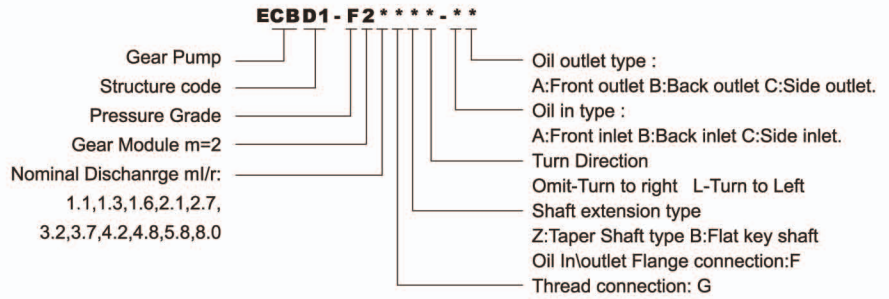 ECBD1-F2****-**
Gear Pump
Structure code
Pressure Grade
Gear Module m=2
Nominal Dischanrge ml/r:
1.1,1.3,1.6,2.1,2.7,
3.2,3.7,4.2,4.8,5.8,8.0
Oil outlet type :
A:Front outlet B:Back outlet C:Side outlet.
Oil in type :
A:Front inlet B:Back inlet C:Side inlet.
Turn Direction
Omit-Turn to right L-Turn to Left
Shaft extension type
Z:Taper Shaft type B:Flat key shaft
Oil In\outlet Flange connection:F
Thread connection: G